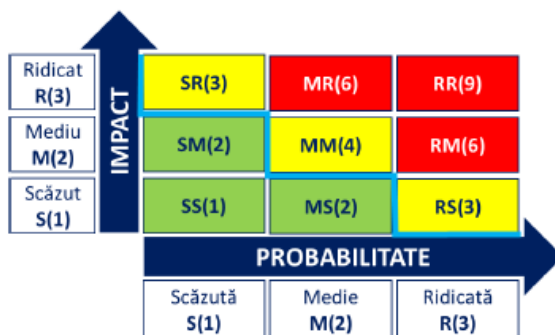 Ridicat
R(3)
SR(3)
MR(6)
RR(9)
Mediu
M(2)
SM(2)
MM(4)
RM(6)
Scăzut
S(1)
SS(1)
MS(2)
RS(3)
IMPACT
PROBABILITATE
Scăzută
S(1)
Medie
M(2)
Ridicată
R(3)